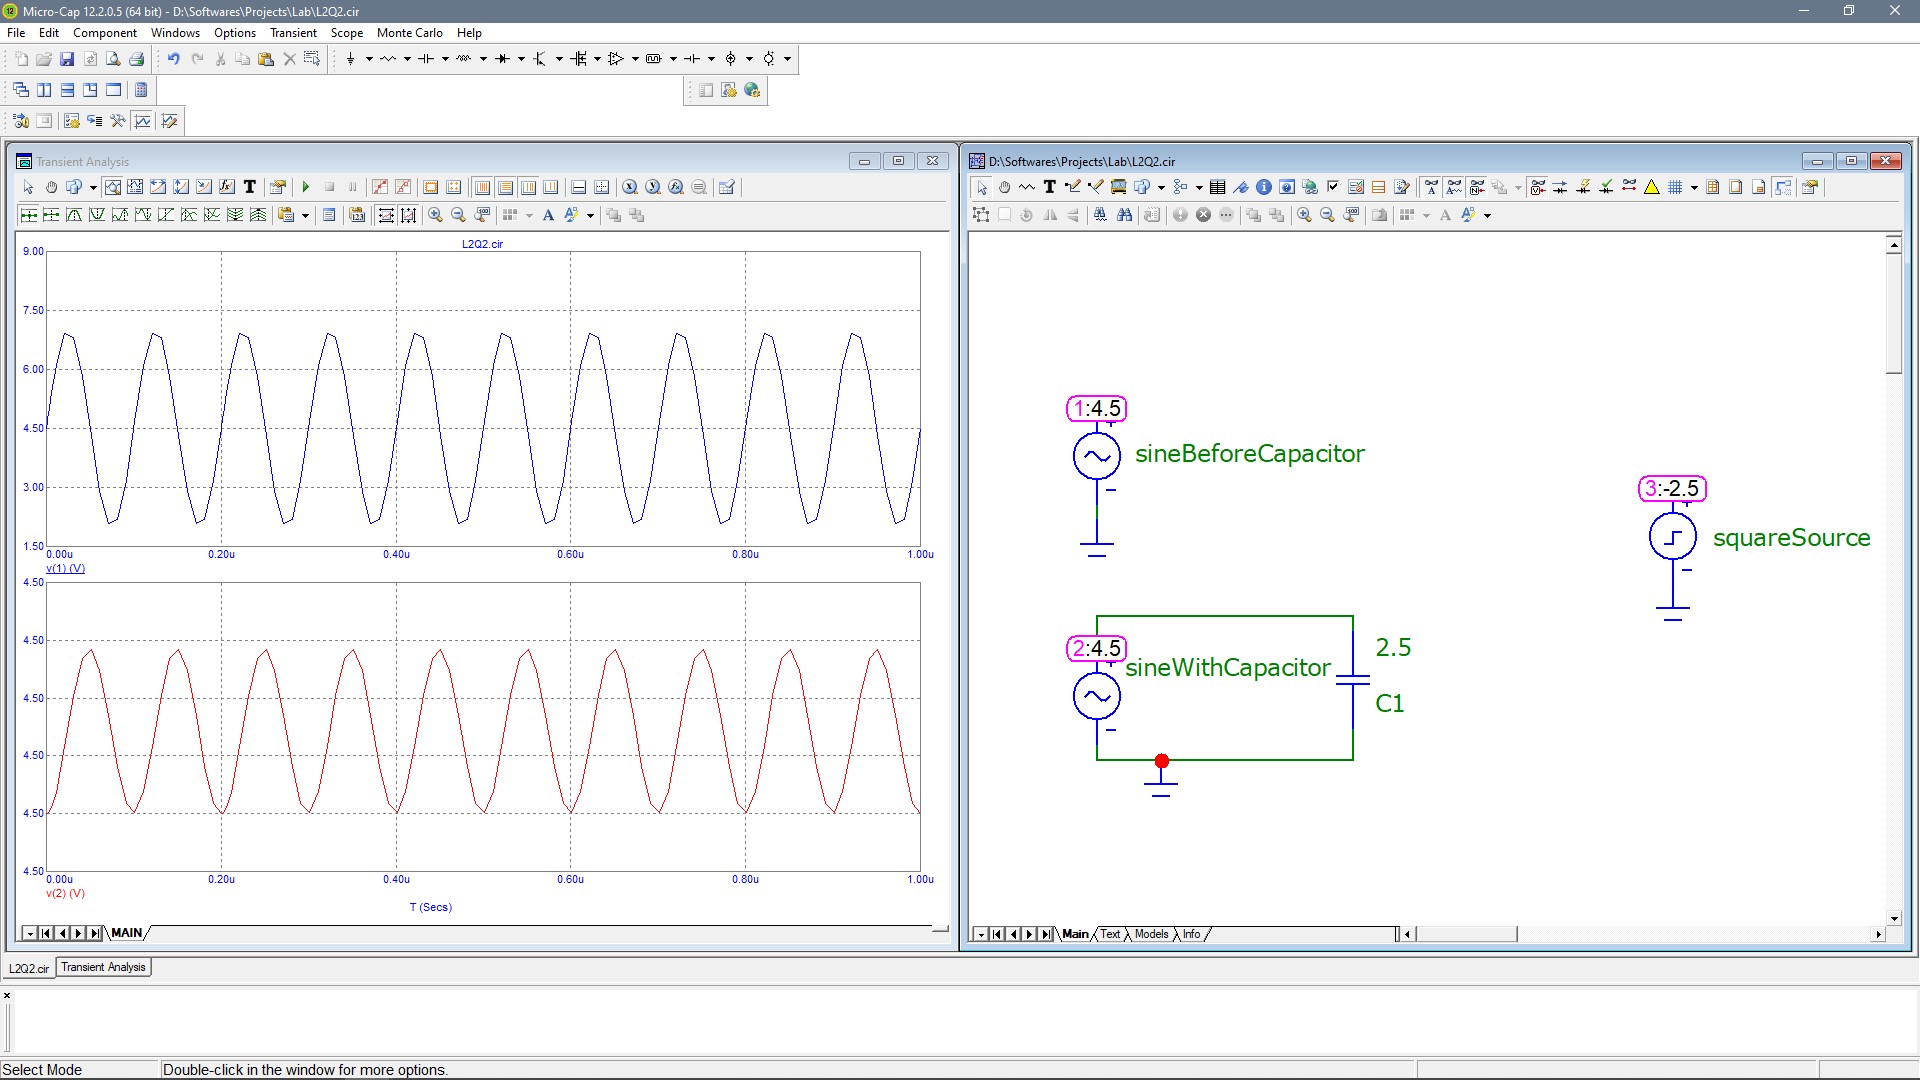 Micro-Cap 12.2.0.5 (64 bit) - D:\Softwares\Projects\Lab\L2Q2.cir
File Edit Component Windows Options Transient Scope Monte Carlo Help
Transient Analysis
L2Q2.cir
9.00
7.50
6.00
4.50
3.00
1.50
0.00u 0.20u 0.40u 0.60u 0.80u 1.00u
v(1) (V)
4.50
4.50
4.50
4.50
4.50
4.50
0.00u 0.20u 0.40u 0.60u 0.80u 1.00u
v(2) (V)
T (Secs)
MAIN
D:\Softwares\Projects\Lab\L2Q2.cir
1:4.5
sineBeforeCapacitor
3:-2.5
squareSource
2:4.5
sineWithCapacitor
2.5
C1
Main Text Models Info
L2Q2.cir Transient Analysis
Select Mode Double-click in the window for more options.